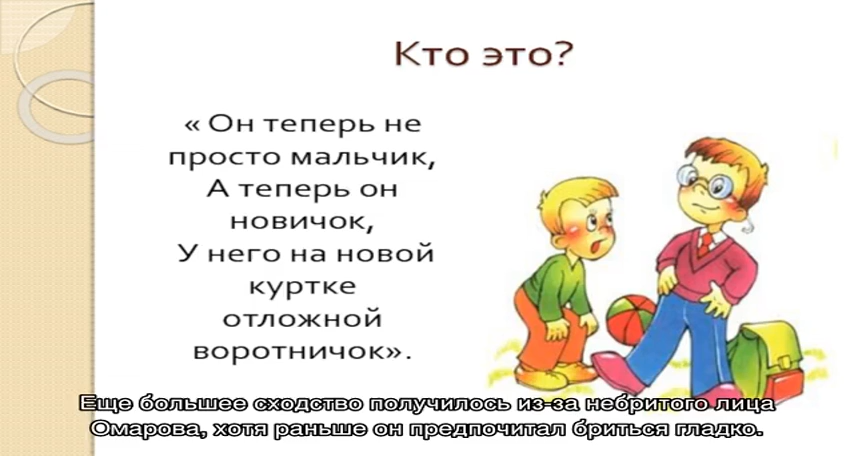 Кто это?
« Он теперь не
просто мальчик,
А теперь он
новичок,
У него на новой
куртке
отложной
воротничок».
Еще большее сходство получилось из-за небритого лица
Омарова, хотя раньше он предпочитал бриться гладко.